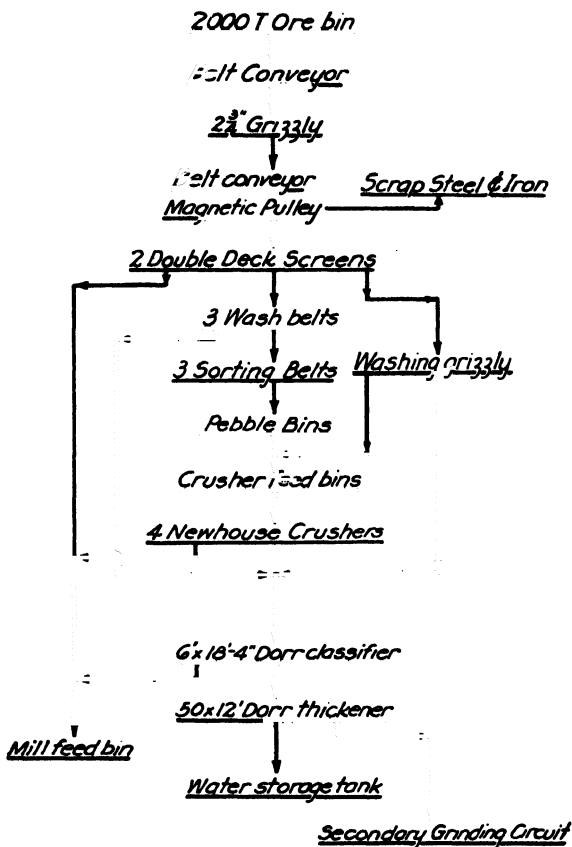 2000 T Ore bin
Belt Conveyor
2¾" Grizzly
Belt conveyor
Magnetic Pulley
Scrap Steel & Iron
2 Double Deck Screens
3 Wash belts
3 Sorting Belts
Washing grizzly
Pebble Bins
Crusher feed bins
4 Newhouse Crushers
6'x18'-4" Dorr classifier
50x12' Dorr thickener
Mill feed bin
Water storage tank
Secondary Grinding Circuit